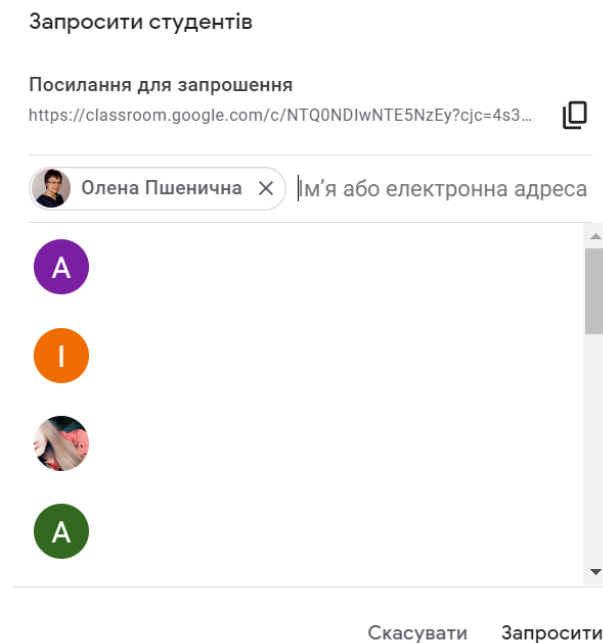 Запросити студентів
Посилання для запрошення
https://classroom.google.com/c/NTQ0NDIwNTE5NzEy?cjc=4s3...
Олена Пшенична
Ім’я або електронна адреса
А
І
А
Скасувати Запросити